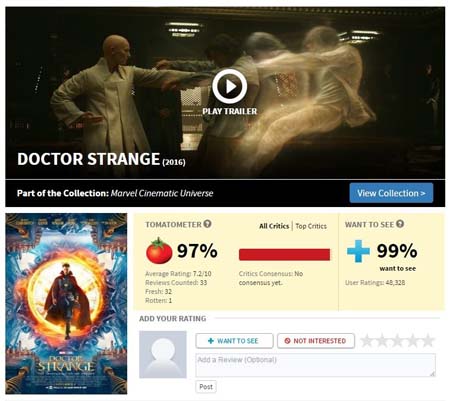 PLAY TRAILER
DOCTOR STRANGE (2016)
Part of the Collection: Marvel Cinematic Universe
View Collection >
TOMATOMETER ?
All Critics | Top Critics
97%
Average Rating: 7.2/10
Reviews Counted: 33
Fresh: 32
Rotten: 1
Critics Consensus: No
consensus yet.
WANT TO SEE ?
99%
want to see
User Ratings: 48,328
DOCTOR
STRANGE
ADD YOUR RATING
+ WANT TO SEE
NOT INTERESTED
Add a Review (Optional)
Post